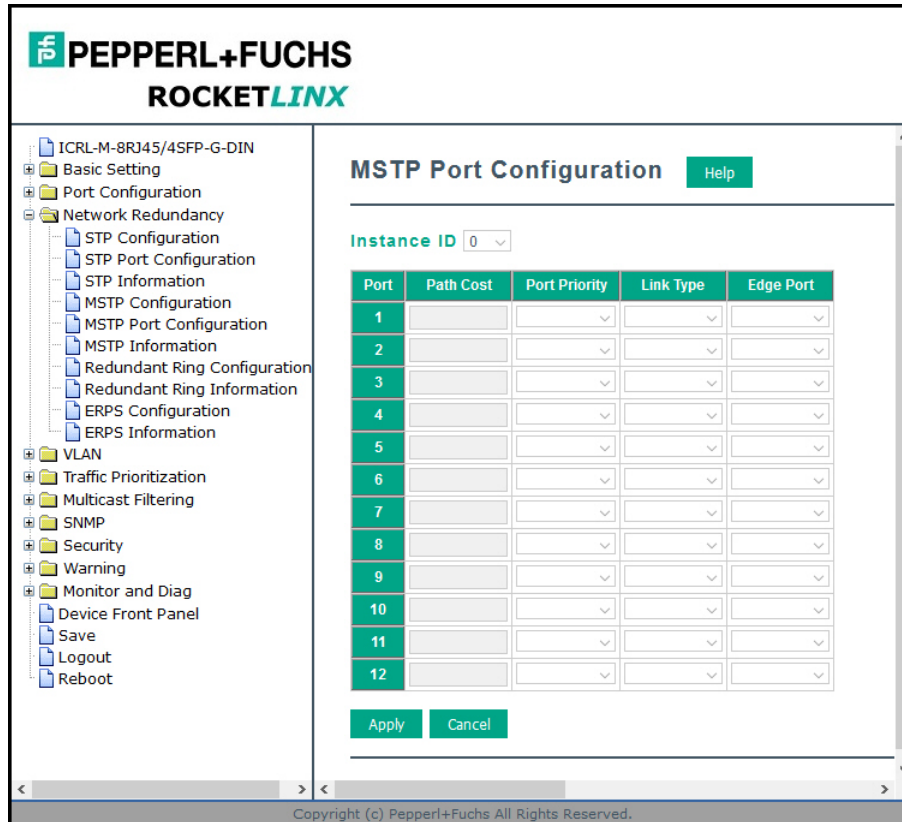 PEPPERL+FUCHS
ROCKETLINX
ICRL-M-8RJ45/4SFP-G-DIN
Basic Setting
Port Configuration
Network Redundancy
STP Configuration
STP Port Configuration
STP Information
MSTP Configuration
MSTP Port Configuration
MSTP Information
Redundant Ring Configuration
Redundant Ring Information
ERPS Configuration
ERPS Information
VLAN
Traffic Prioritization
Multicast Filtering
SNMP
Security
Warning
Monitor and Diag
Device Front Panel
Save
Logout
Reboot
MSTP Port Configuration Help
Instance ID 0
Port Path Cost Port Priority Link Type Edge Port
1
2
3
4
5
6
7
8
9
10
11
12
Apply Cancel
Copyright (c) Pepperl+Fuchs All Rights Reserved.